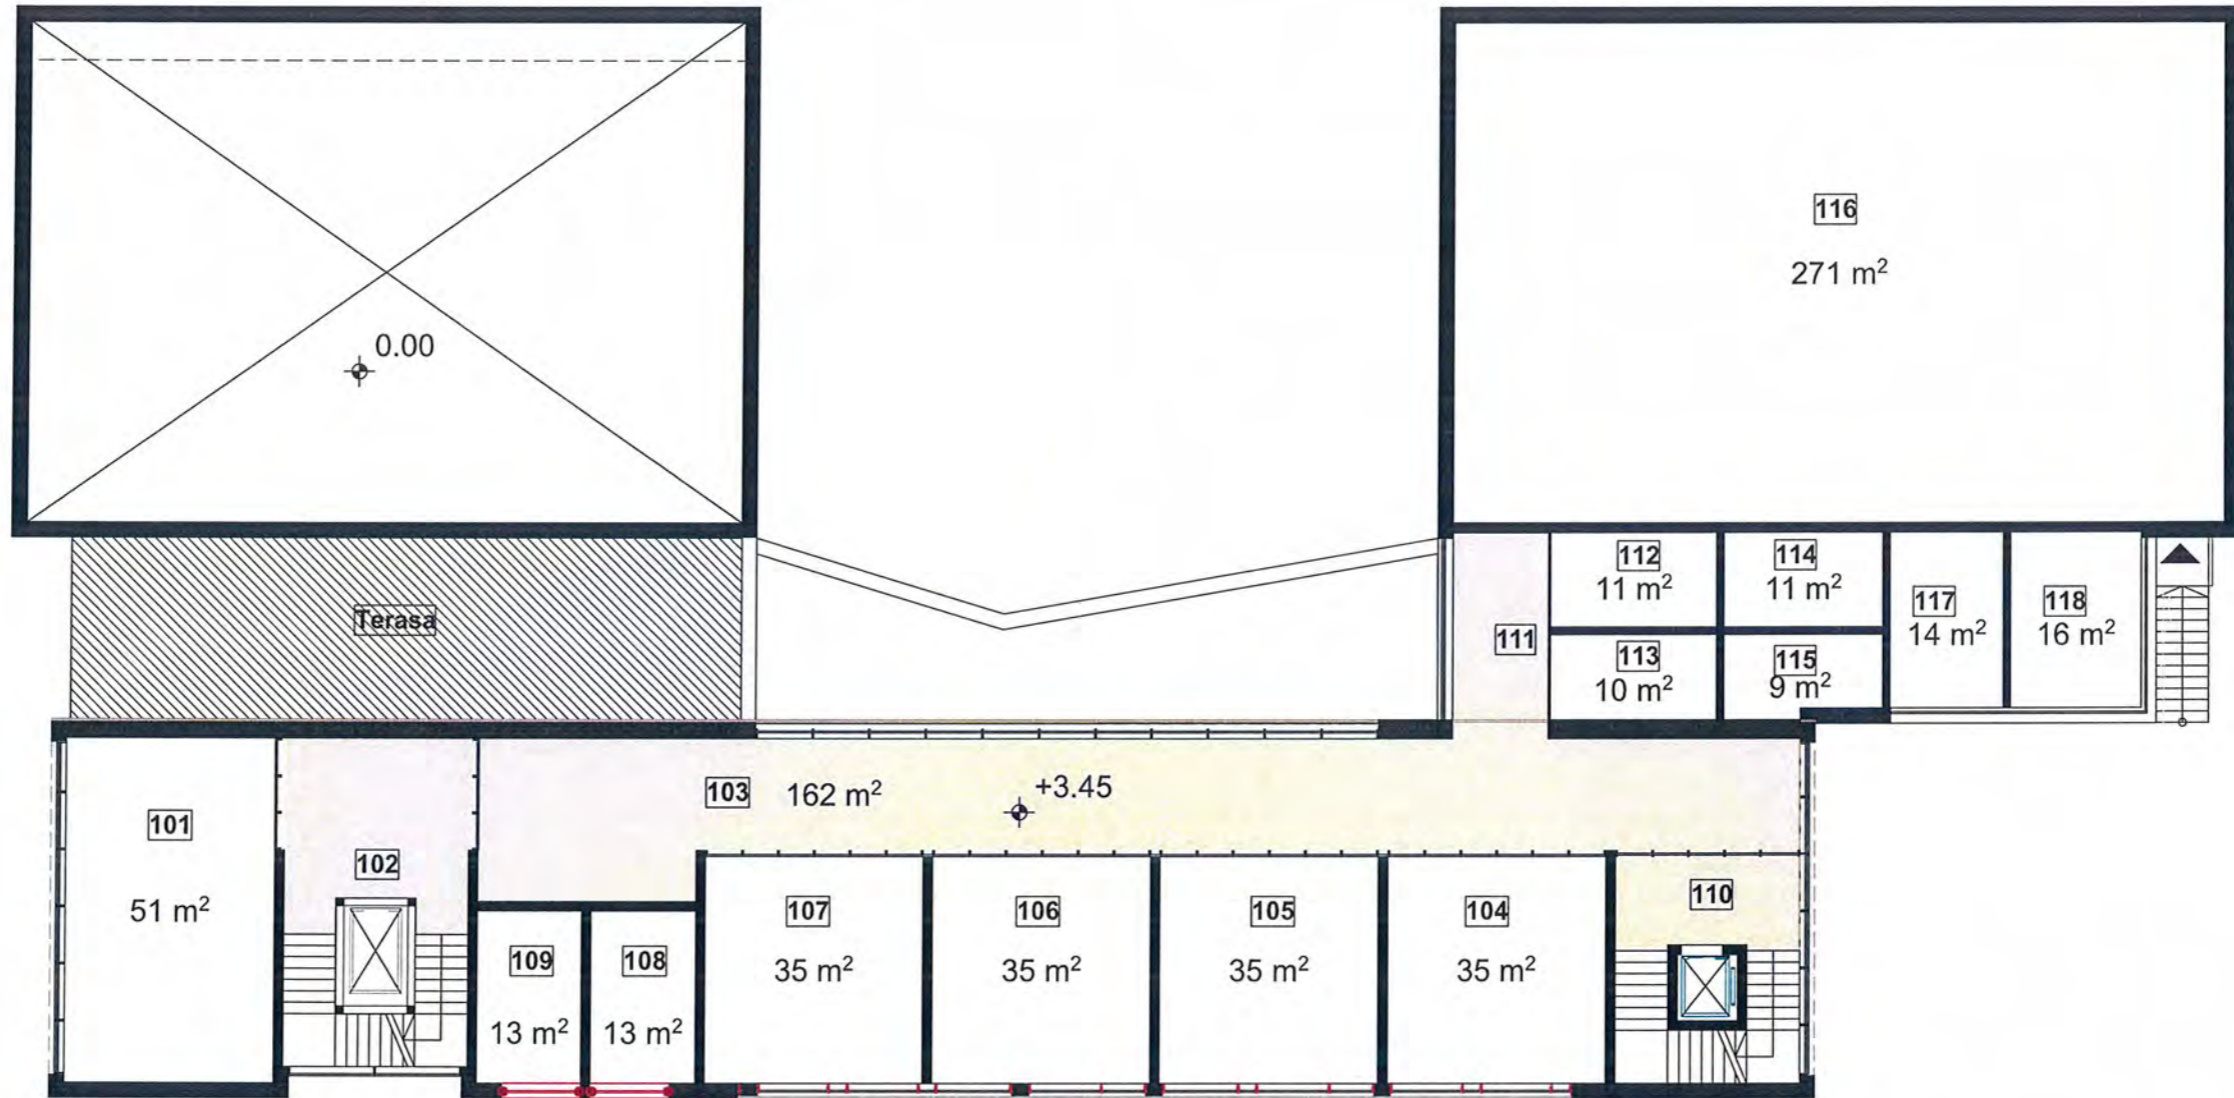 116
271 m²
0.00
112
11 m²
114
11 m²
117
14 m²
118
16 m²
Terasa
111
113
10 m²
115
9 m²
103 162 m² +3.45
101
51 m²
102
107
35 m²
106
35 m²
105
35 m²
104
35 m²
110
109
13 m²
108
13 m²